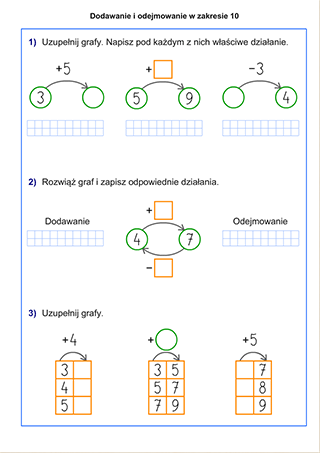 Dodawanie i odejmowanie w zakresie 10
1) Uzupełnij grafy. Napisz pod każdym z nich właściwe działanie.
+5 + −3
3 5 9 4
2) Rozwiąż graf i zapisz odpowiednie działania.
+
Dodawanie Odejmowanie
4 7
−
3) Uzupełnij grafy.
+4 + +5
3 3 5 7
4 5 7 8
5 7 9 9